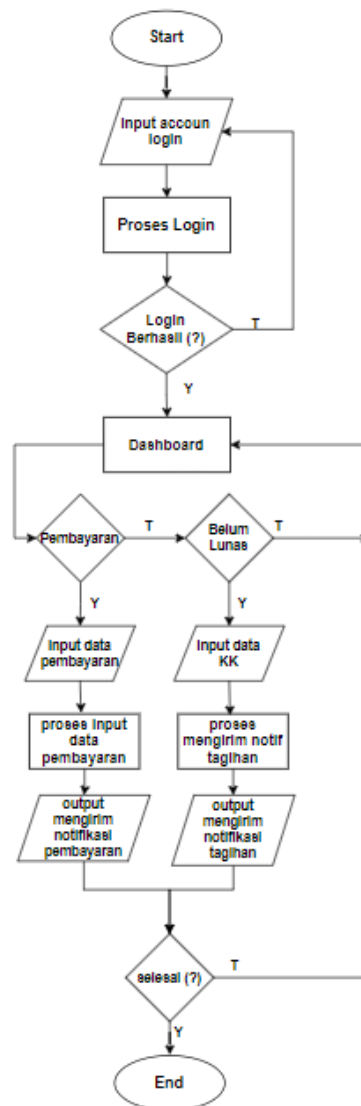 Start
Input accoun
login
Proses Login
Login
Berhasil (?)
T
Y
Dashboard
Pembayaran
T
Belum
Lunas
T
Y
Y
Input data
pembayaran
Input data
KK
proses input
data
pembayaran
proses
mengirim notif
tagihan
output
mengirim
notifikasi
pembayaran
output
mengirim
notifikasi
tagihan
selesai (?)
T
Y
End